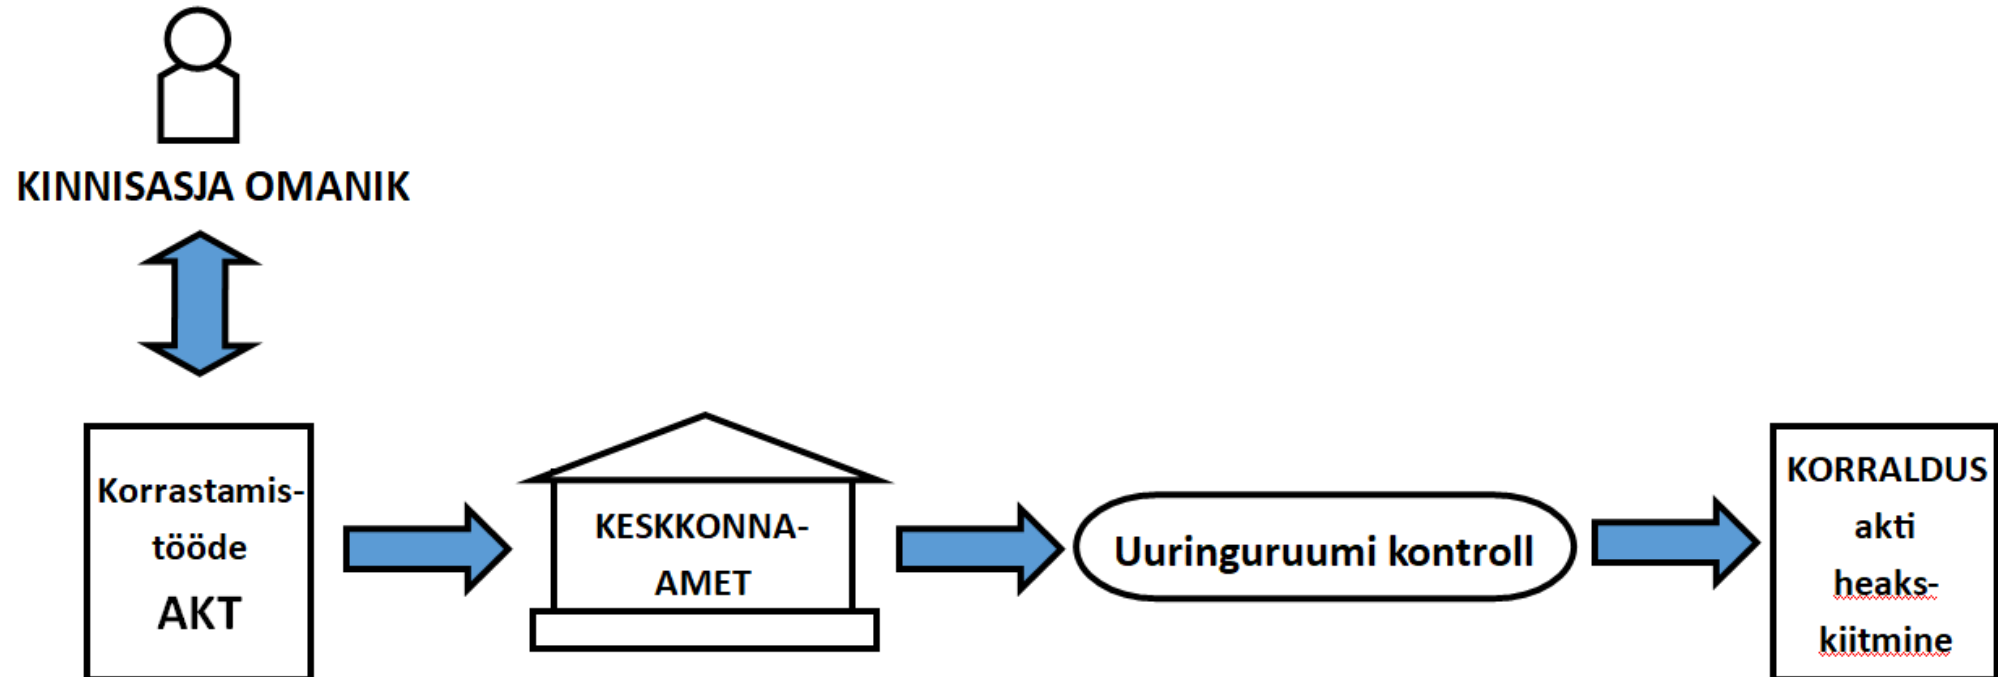 KINNISASJA OMANIK
Korrastamis-
tööde
AKT
KESKKONNA-
AMET
Uuringuruumi kontroll
KORRALDUS
akti
heaks-
kiitmine